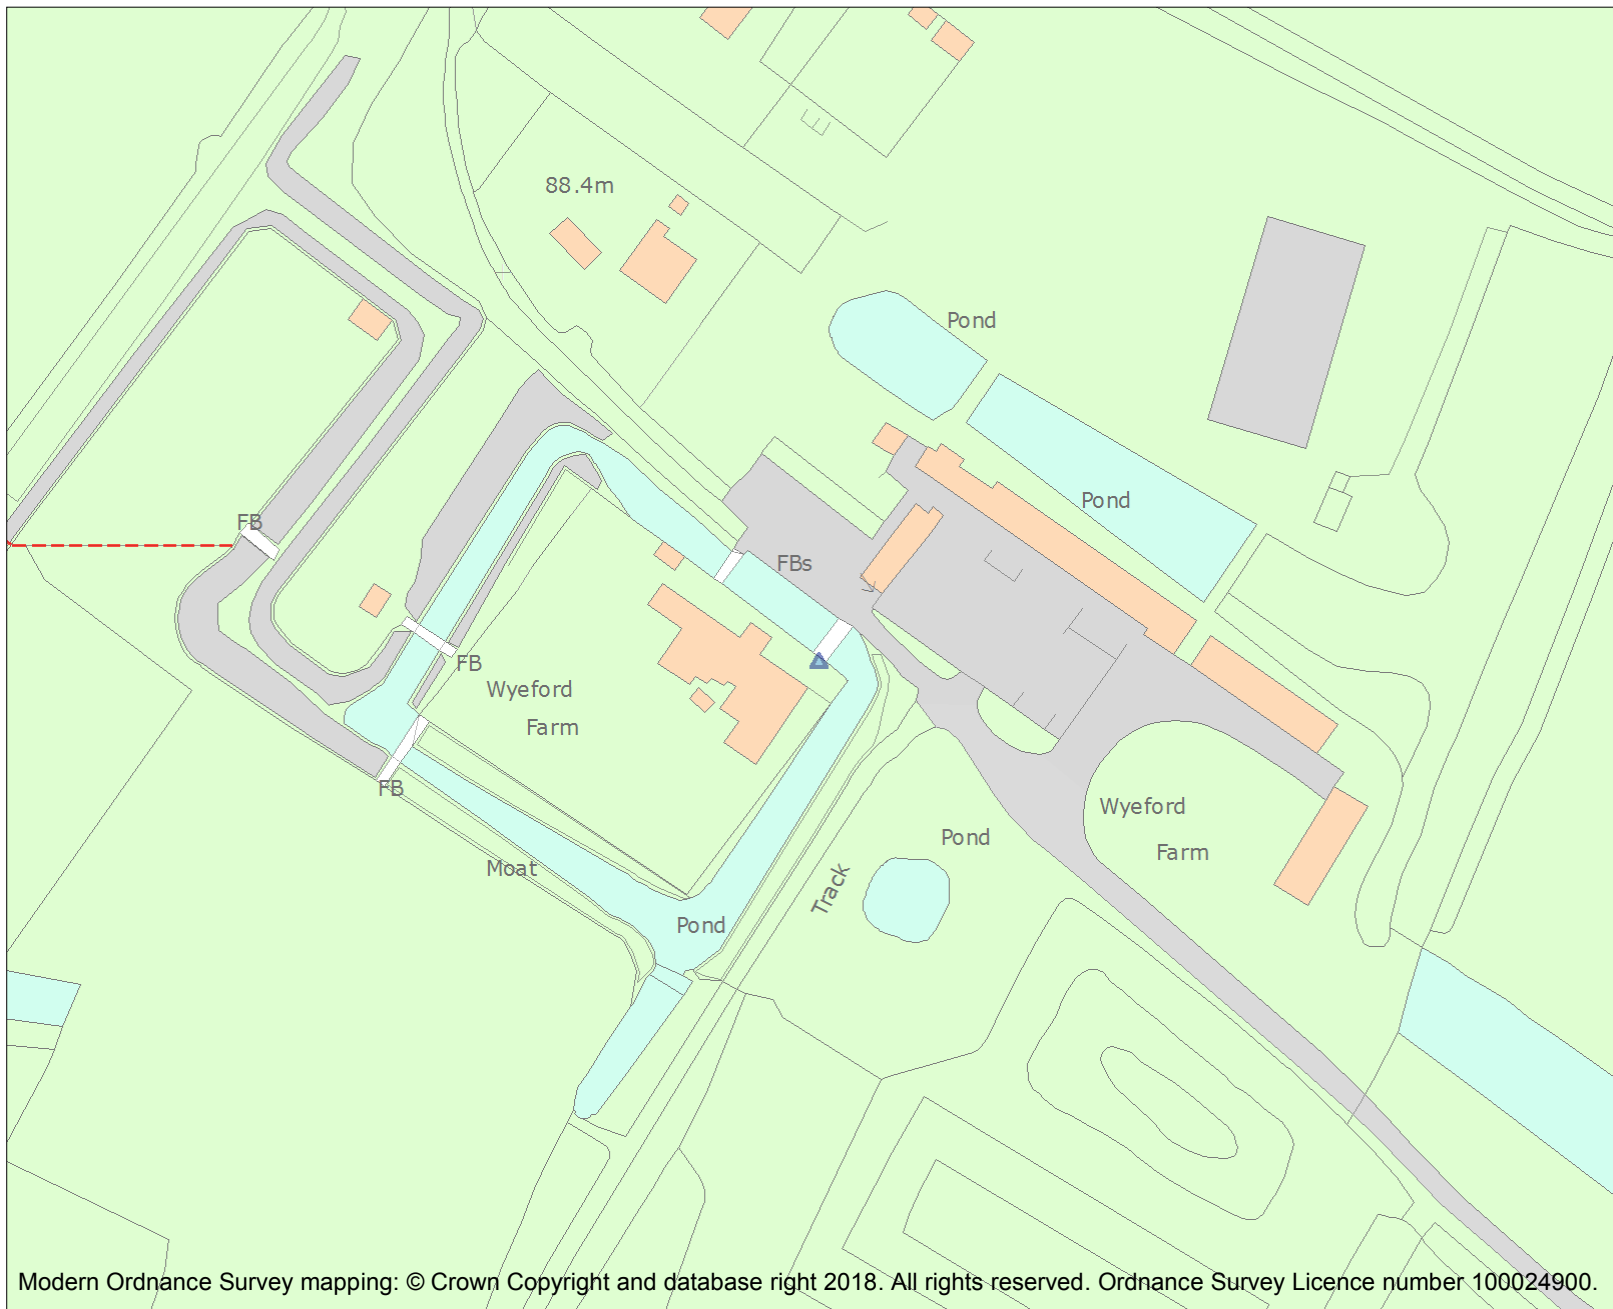 88.4m
Pond
Pond
FB
FBs
FB
Wyeford
Farm
FB
Wyeford
Farm
Pond
Moat
Track
Pond
Modern Ordnance Survey mapping: © Crown Copyright and database right 2018. All rights reserved. Ordnance Survey Licence number 100024900.